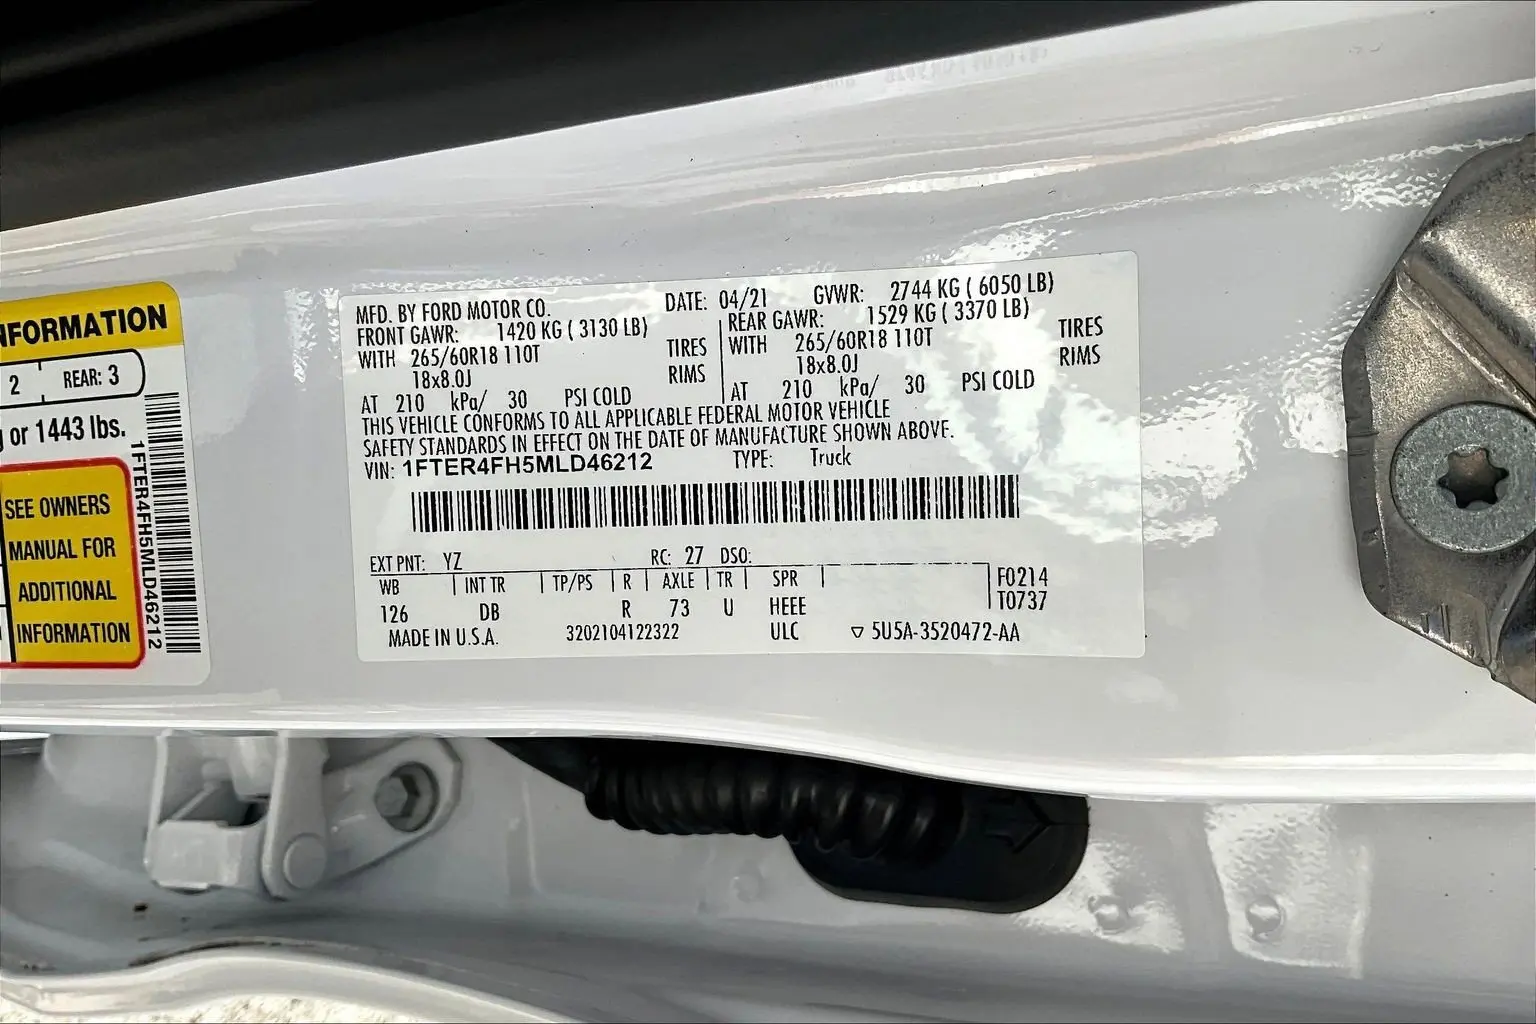 NFORMATION
2 REAR: 3
or 1443 lbs.
SEE OWNERS
MANUAL FOR
ADDITIONAL
INFORMATION
1FTER4FH5MLD46212
MFD. BY FORD MOTOR CO. DATE: 04/21 GVWR: 2744 KG ( 6050 LB)
FRONT GAWR: 1420 KG ( 3130 LB) REAR GAWR: 1529 KG ( 3370 LB)
WITH 265/60R18 110T TIRES WITH 265/60R18 110T TIRES
18x8.0J RIMS 18x8.0J RIMS
AT 210 kPa/ 30 PSI COLD AT 210 kPa/ 30 PSI COLD
THIS VEHICLE CONFORMS TO ALL APPLICABLE FEDERAL MOTOR VEHICLE
SAFETY STANDARDS IN EFFECT ON THE DATE OF MANUFACTURE SHOWN ABOVE.
VIN: 1FTER4FH5MLD46212 TYPE: Truck
EXT PNT: YZ RC: 27 DSO:
WB INT TR TP/PS R AXLE TR SPR F0214
126 DB R 73 U HEEE T0737
MADE IN U.S.A. 3202104122322 ULC ▽ 5U5A-3520472-AA